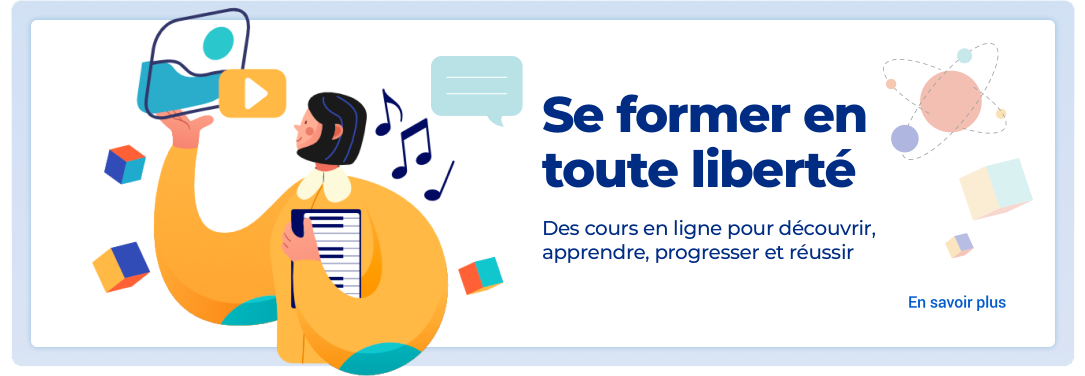 Se former en
toute liberté
Des cours en ligne pour découvrir,
apprendre, progresser et réussir
En savoir plus